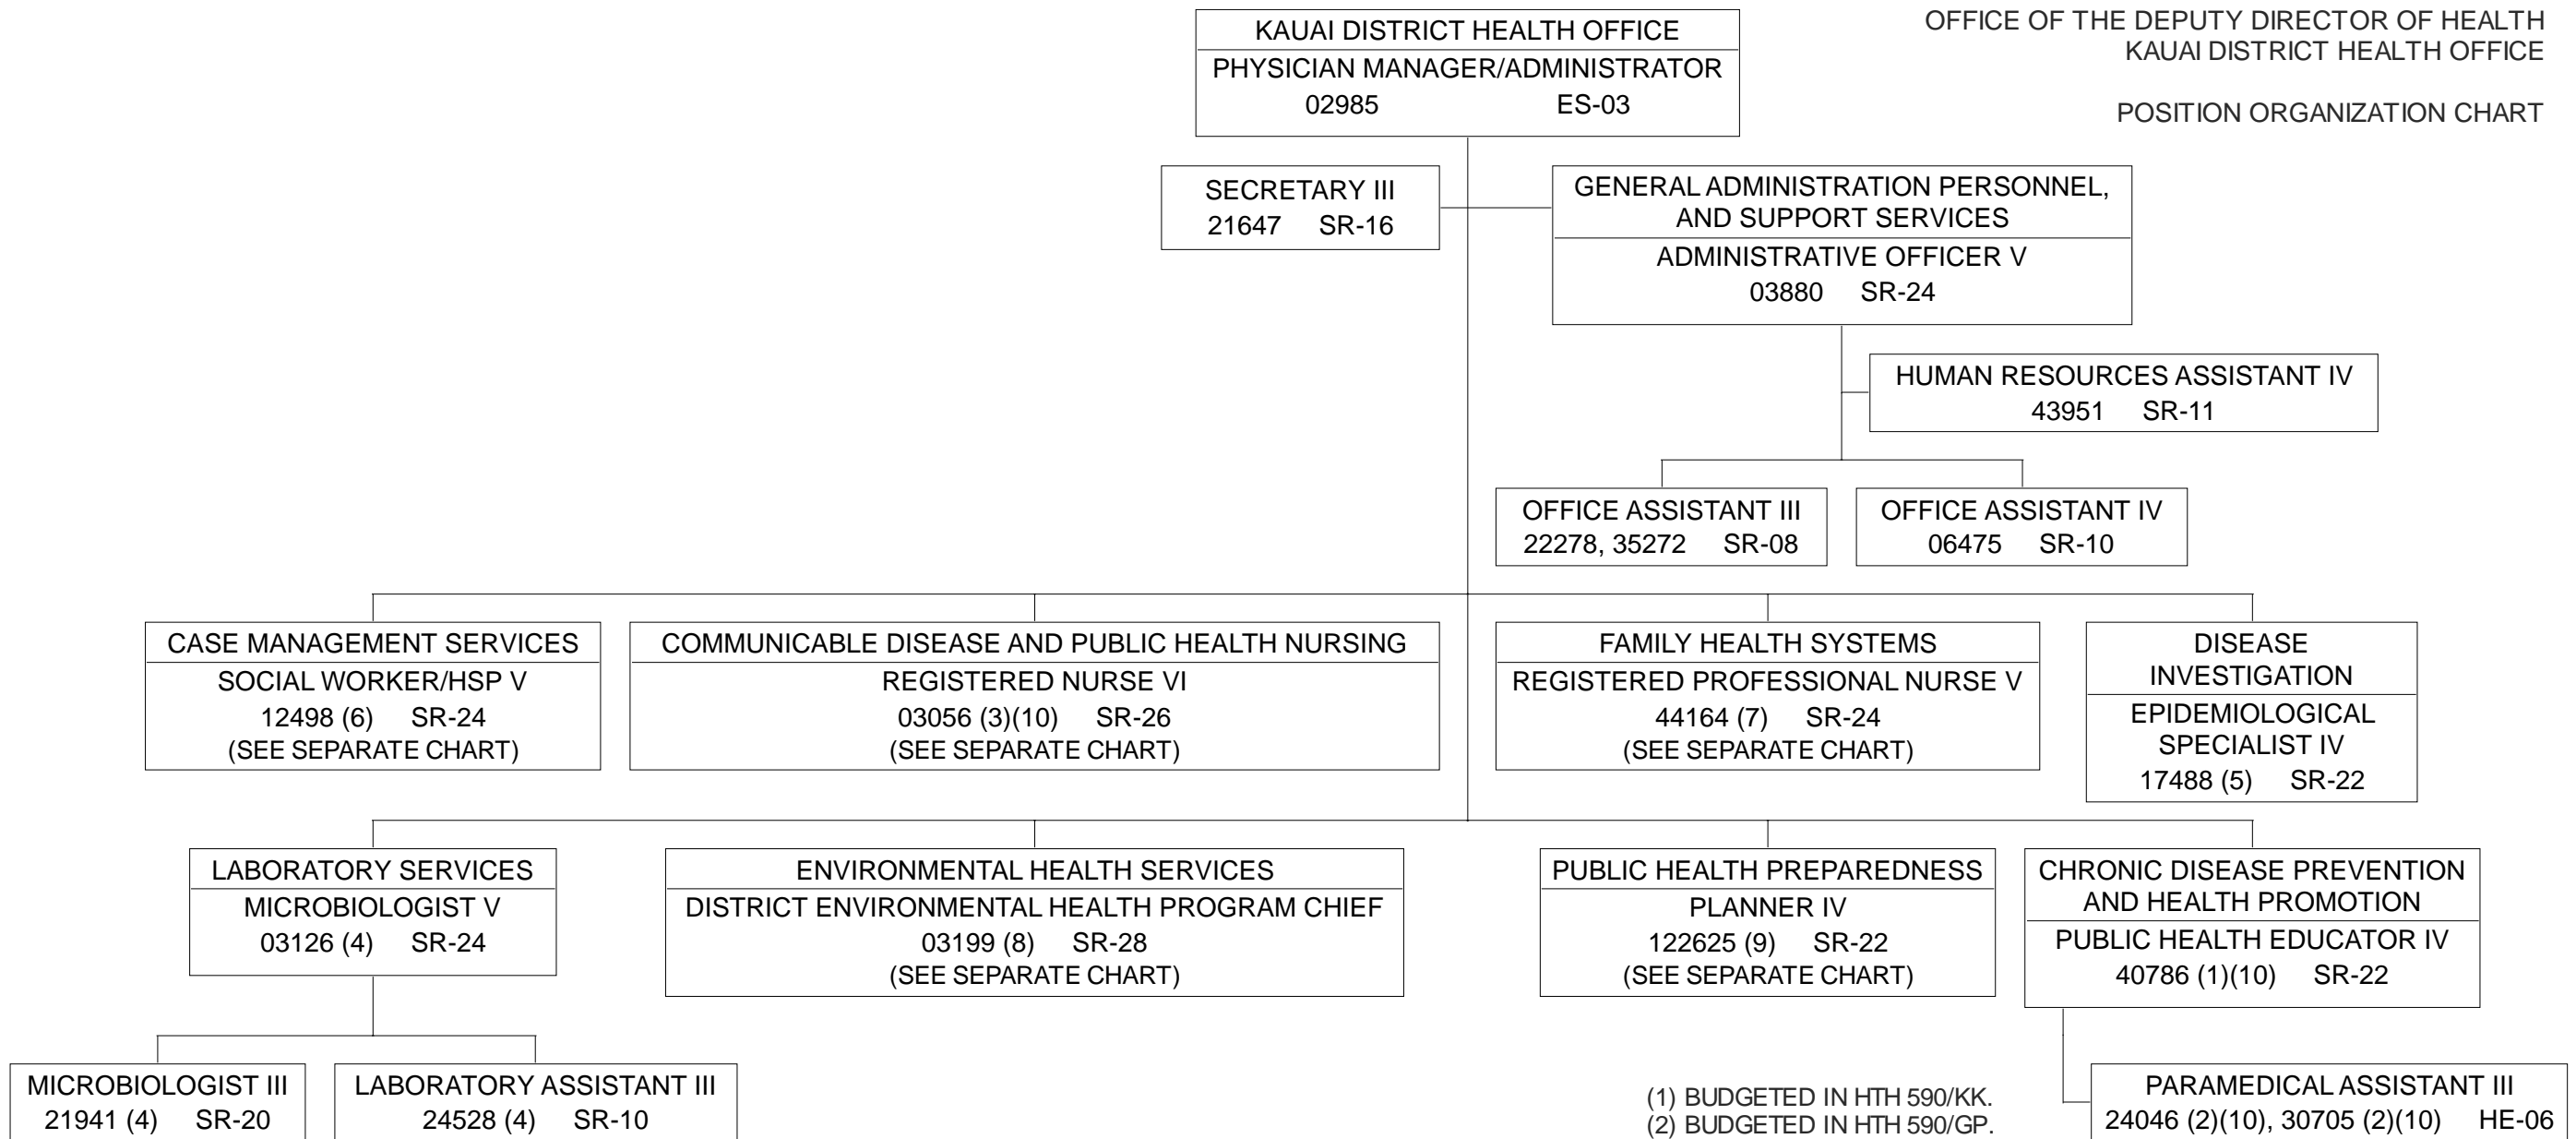 OFFICE OF THE DEPUTY DIRECTOR OF HEALTH
KAUAI DISTRICT HEALTH OFFICE
POSITION ORGANIZATION CHART
KAUAI DISTRICT HEALTH OFFICE
PHYSICIAN MANAGER/ADMINISTRATOR
02985 ES-03
SECRETARY III
21647 SR-16
GENERAL ADMINISTRATION PERSONNEL,
AND SUPPORT SERVICES
ADMINISTRATIVE OFFICER V
03880 SR-24
HUMAN RESOURCES ASSISTANT IV
43951 SR-11
OFFICE ASSISTANT III
22278, 35272 SR-08
OFFICE ASSISTANT IV
06475 SR-10
CASE MANAGEMENT SERVICES
SOCIAL WORKER/HSP V
12498 (6) SR-24
(SEE SEPARATE CHART)
COMMUNICABLE DISEASE AND PUBLIC HEALTH NURSING
REGISTERED NURSE VI
03056 (3)(10) SR-26
(SEE SEPARATE CHART)
FAMILY HEALTH SYSTEMS
REGISTERED PROFESSIONAL NURSE V
44164 (7) SR-24
(SEE SEPARATE CHART)
DISEASE
INVESTIGATION
EPIDEMIOLOGICAL
SPECIALIST IV
17488 (5) SR-22
LABORATORY SERVICES
MICROBIOLOGIST V
03126 (4) SR-24
ENVIRONMENTAL HEALTH SERVICES
DISTRICT ENVIRONMENTAL HEALTH PROGRAM CHIEF
03199 (8) SR-28
(SEE SEPARATE CHART)
PUBLIC HEALTH PREPAREDNESS
PLANNER IV
122625 (9) SR-22
(SEE SEPARATE CHART)
CHRONIC DISEASE PREVENTION
AND HEALTH PROMOTION
PUBLIC HEALTH EDUCATOR IV
40786 (1)(10) SR-22
MICROBIOLOGIST III
21941 (4) SR-20
LABORATORY ASSISTANT III
24528 (4) SR-10
(1) BUDGETED IN HTH 590/KK.
(2) BUDGETED IN HTH 590/GP.
PARAMEDICAL ASSISTANT III
24046 (2)(10), 30705 (2)(10) HE-06